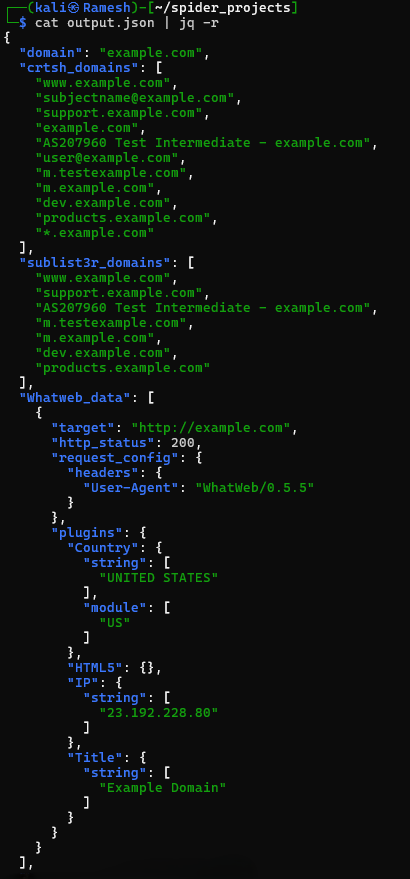 ┌──(kali㉿Ramesh)-[~/spider_projects]
└─$ cat output.json | jq -r
{
  "domain": "example.com",
  "crtsh_domains": [
    "www.example.com",
    "subjectname@example.com",
    "support.example.com",
    "example.com",
    "AS207960 Test Intermediate - example.com",
    "user@example.com",
    "m.testexample.com",
    "m.example.com",
    "dev.example.com",
    "products.example.com",
    "*.example.com"
  ],
  "sublist3r_domains": [
    "www.example.com",
    "support.example.com",
    "AS207960 Test Intermediate - example.com",
    "m.testexample.com",
    "m.example.com",
    "dev.example.com",
    "products.example.com"
  ],
  "Whatweb_data": [
    {
      "target": "http://example.com",
      "http_status": 200,
      "request_config": {
        "headers": {
          "User-Agent": "WhatWeb/0.5.5"
        }
      },
      "plugins": {
        "Country": {
          "string": [
            "UNITED STATES"
          ],
          "module": [
            "US"
          ]
        },
        "HTML5": {},
        "IP": {
          "string": [
            "23.192.228.80"
          ]
        },
        "Title": {
          "string": [
            "Example Domain"
          ]
        }
      }
    }
  ],